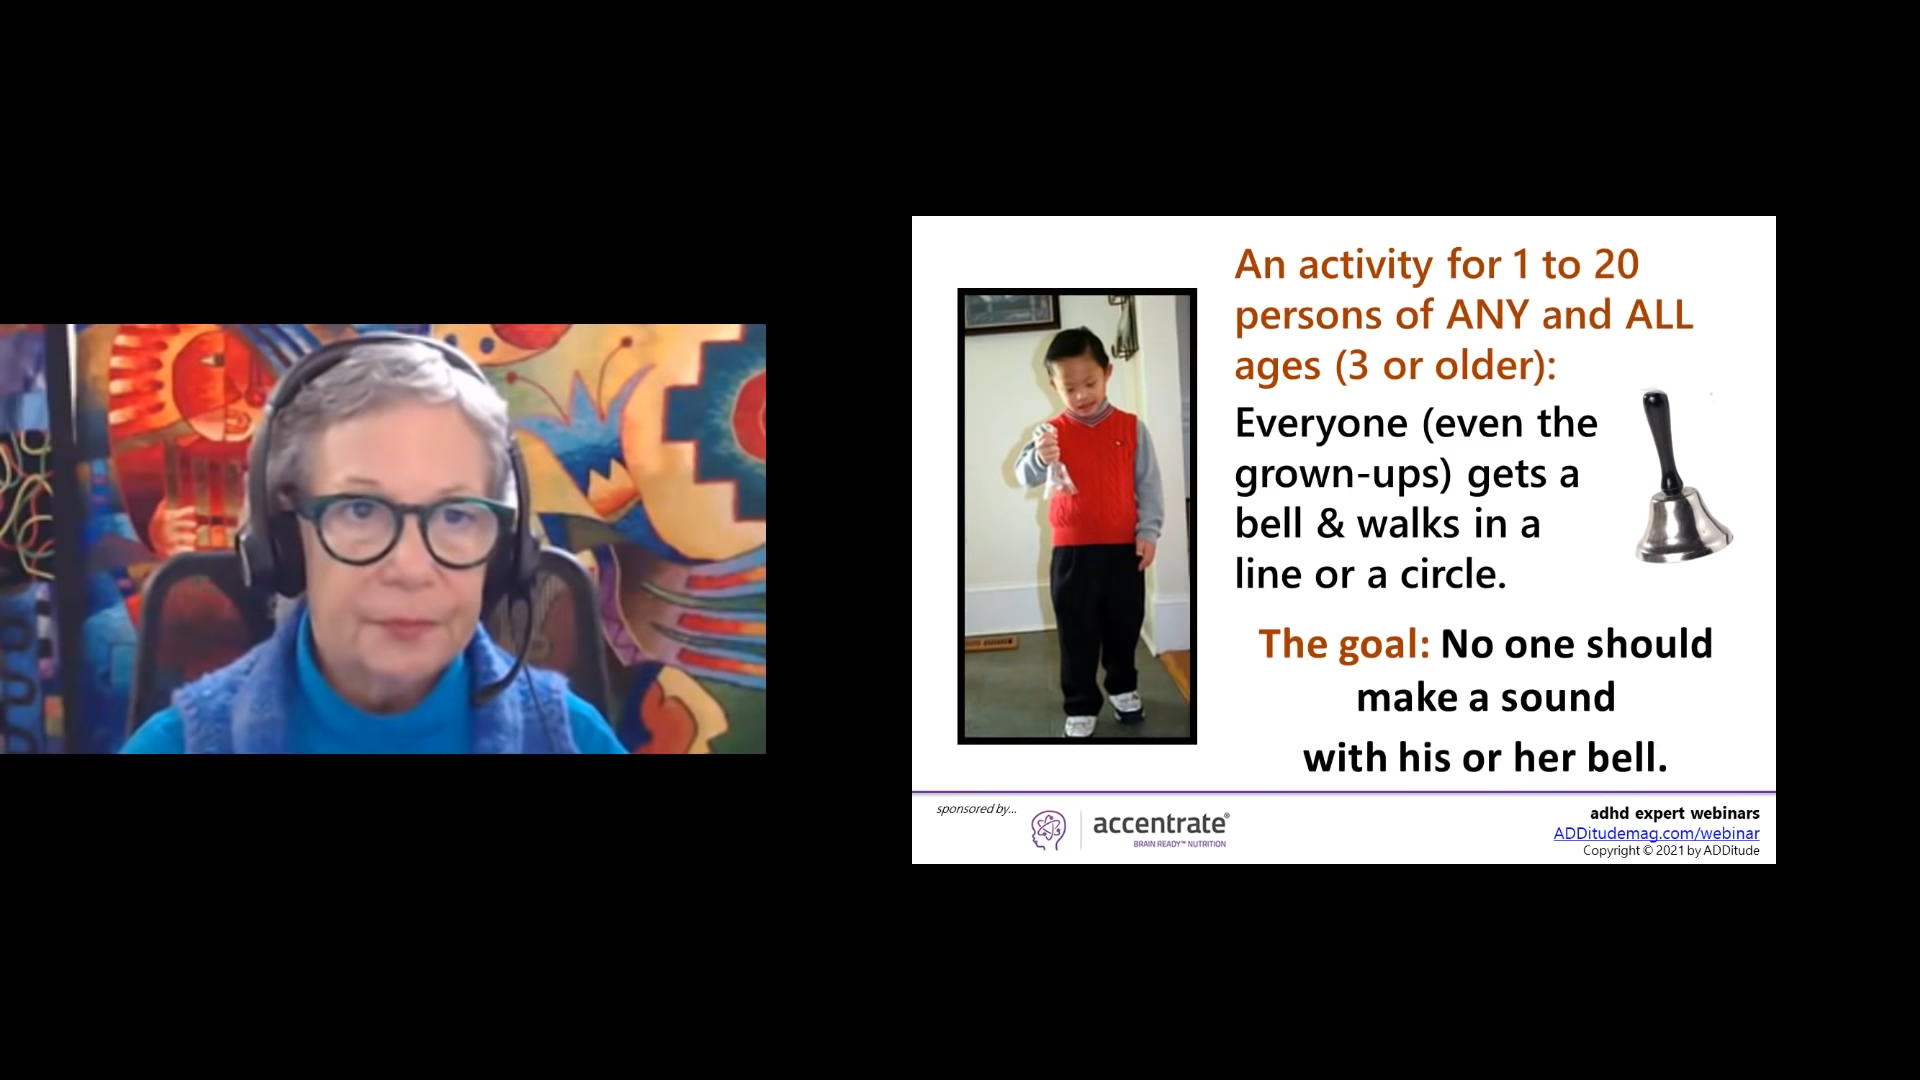 An activity for 1 to 20
persons of ANY and ALL
ages (3 or older):
Everyone (even the
grown-ups) gets a
bell & walks in a
line or a circle.
The goal: No one should
make a sound
with his or her bell.
sponsored by...
accentrate®
BRAIN READY™ NUTRITION
adhd expert webinars
ADDitudemag.com/webinar
Copyright © 2021 by ADDitude